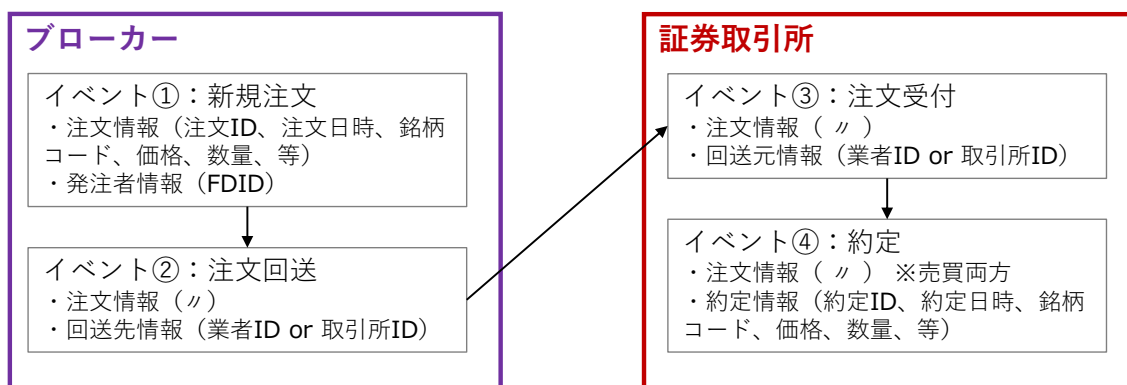 ブローカー
イベント①：新規注文
・注文情報（注文ID、注文日時、銘柄
コード、価格、数量、等）
・発注者情報（FDID）
イベント②：注文回送
・注文情報（〃）
・回送先情報（業者ID or 取引所ID）
証券取引所
イベント③：注文受付
・注文情報（ 〃 ）
・回送元情報（業者ID or 取引所ID）
イベント④：約定
・注文情報（ 〃 ） ※売買両方
・約定情報（約定ID、約定日時、銘柄
コード、価格、数量、等）